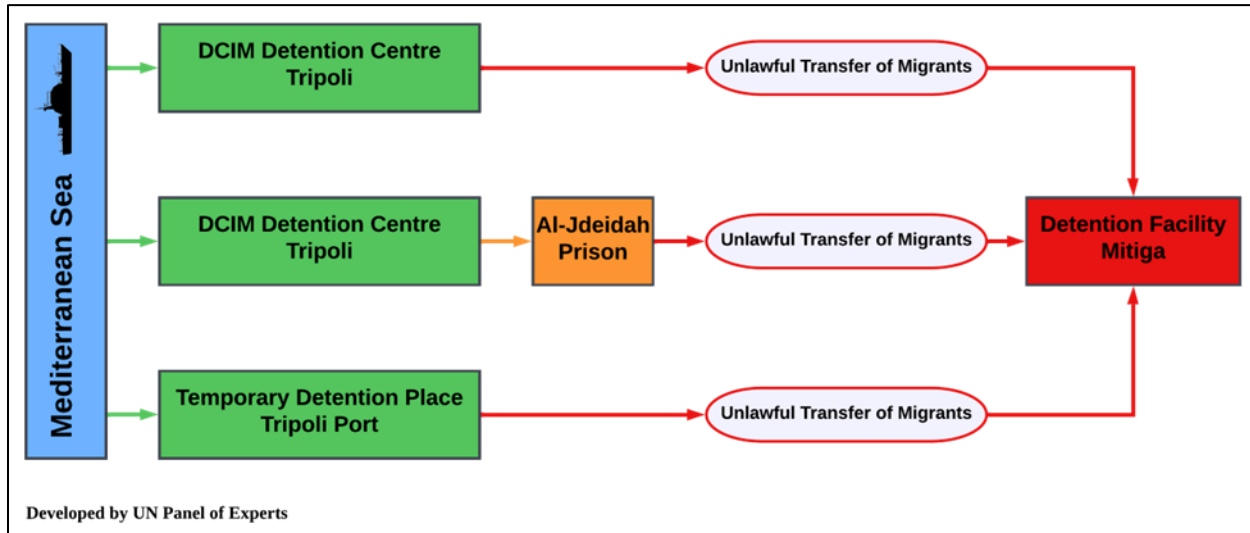 Mediterranean Sea
DCIM Detention Centre
Tripoli
Unlawful Transfer of Migrants
DCIM Detention Centre
Tripoli
Al-Jdeidah
Prison
Unlawful Transfer of Migrants
Detention Facility
Mitiga
Temporary Detention Place
Tripoli Port
Unlawful Transfer of Migrants
Developed by UN Panel of Experts